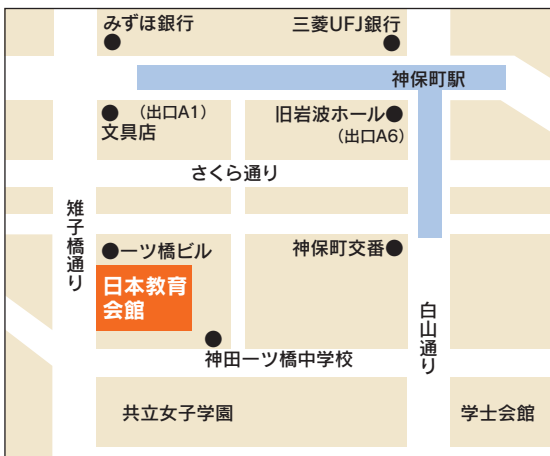 みずほ銀行
三菱UFJ銀行
神保町駅
(出口A1)
文具店
旧岩波ホール
(出口A6)
さくら通り
雉子橋通り
一ツ橋ビル
神保町交番
日本教育
会館
白山通り
神田一ツ橋中学校
共立女子学園
学士会館